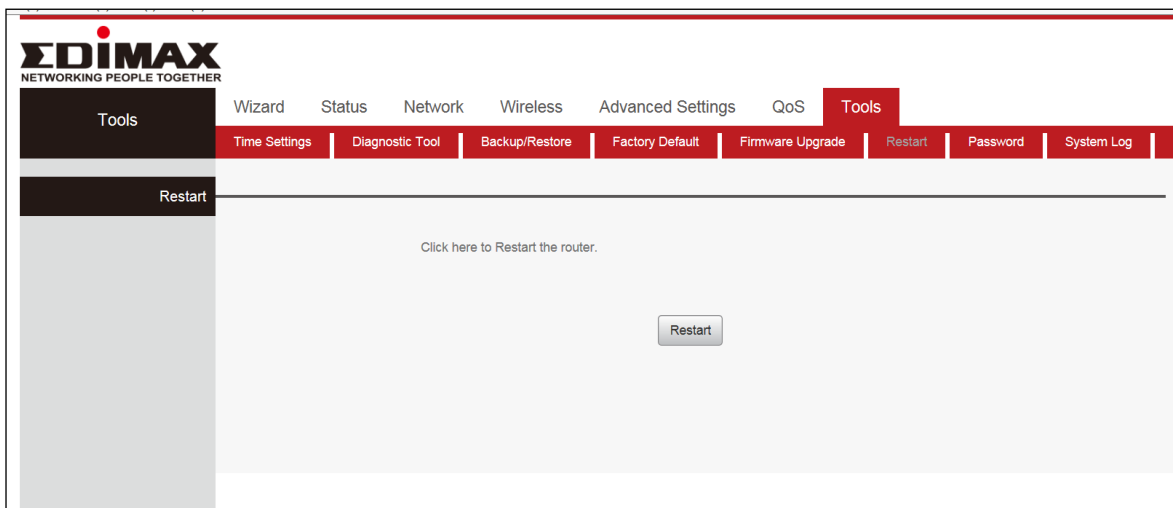 EDIMAX
NETWORKING PEOPLE TOGETHER
Tools
Wizard Status Network Wireless Advanced Settings QoS Tools
Time Settings Diagnostic Tool Backup/Restore Factory Default Firmware Upgrade Restart Password System Log
Restart
Click here to Restart the router.
Restart